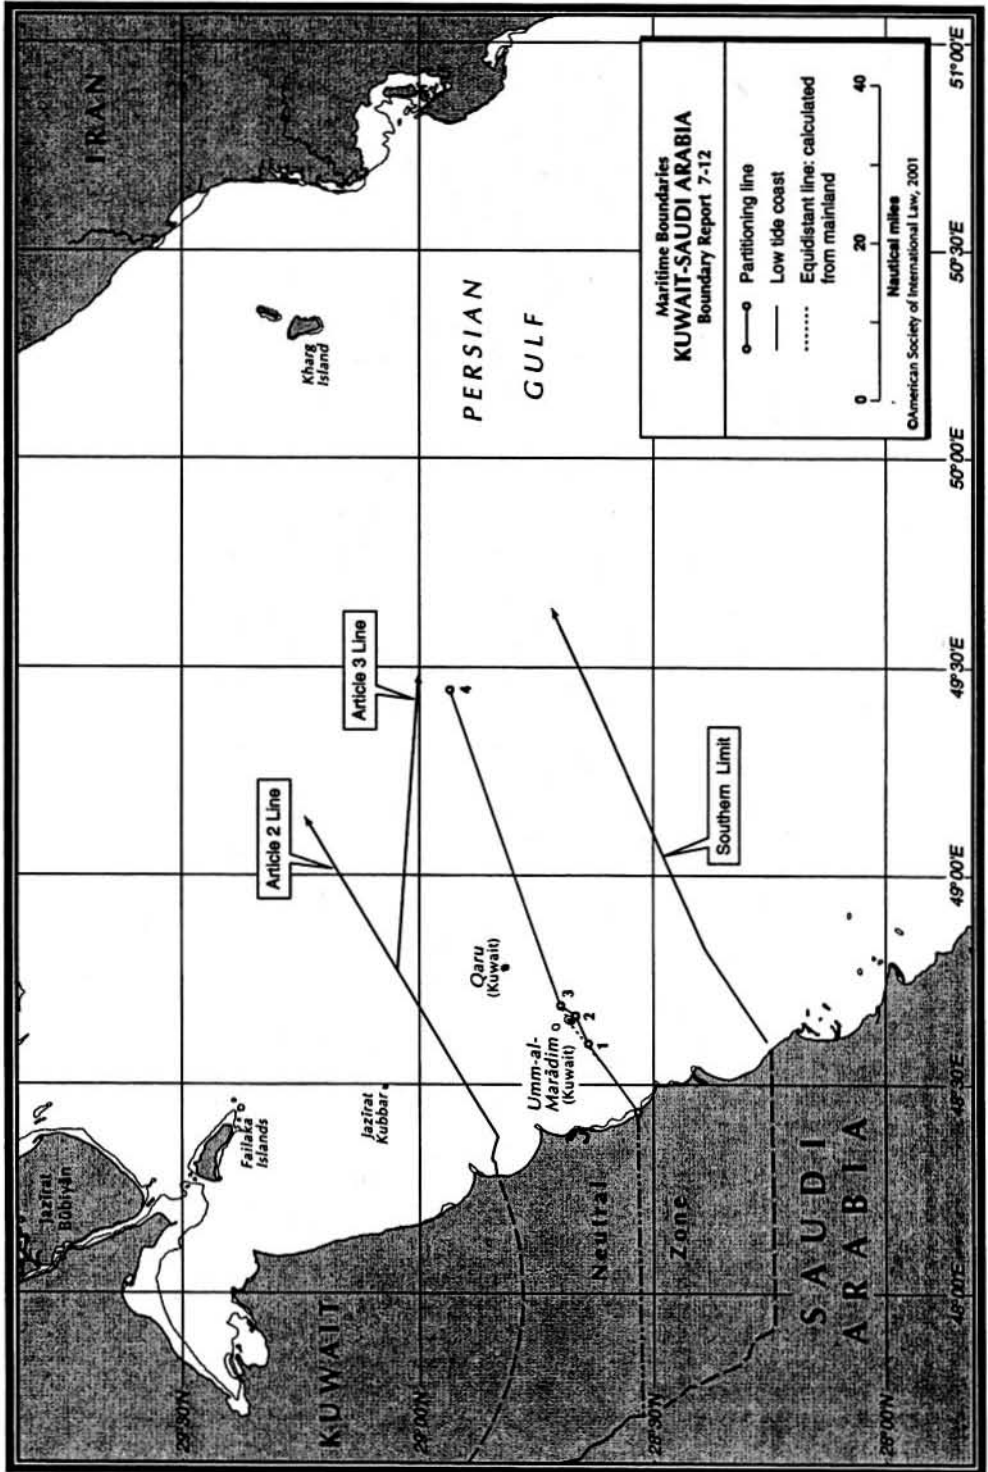 IRAN
Kharg
Island
PERSIAN
GULF
Article 3 Line
Article 2 Line
4
Southern Limit
Qaru
(Kuwait)
3
2
1
Umm-al-
Marādim
(Kuwait)
Jazīrat
Kubbar
Failaka
Islands
Jazīrat
Būbiyān
KUWAIT
Neutral
Zone
SAUDI
ARABIA
29°30'N
29°00'N
28°30'N
28°00'N
48°00'E
48°30'E
49°00'E
49°30'E
50°00'E
50°30'E
51°00'E
Maritime Boundaries
KUWAIT-SAUDI ARABIA
Boundary Report 7-12
Partitioning line
Low tide coast
Equidistant line: calculated
from mainland
0 20 40
Nautical miles
©American Society of International Law, 2001